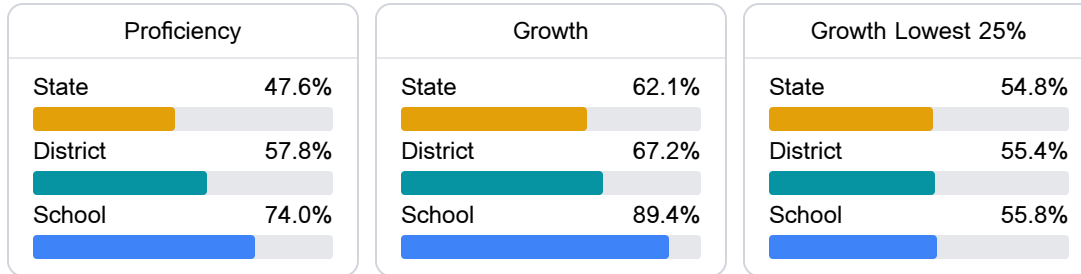 Proficiency
State 47.6%
District 57.8%
School 74.0%
Growth
State 62.1%
District 67.2%
School 89.4%
Growth Lowest 25%
State 54.8%
District 55.4%
School 55.8%